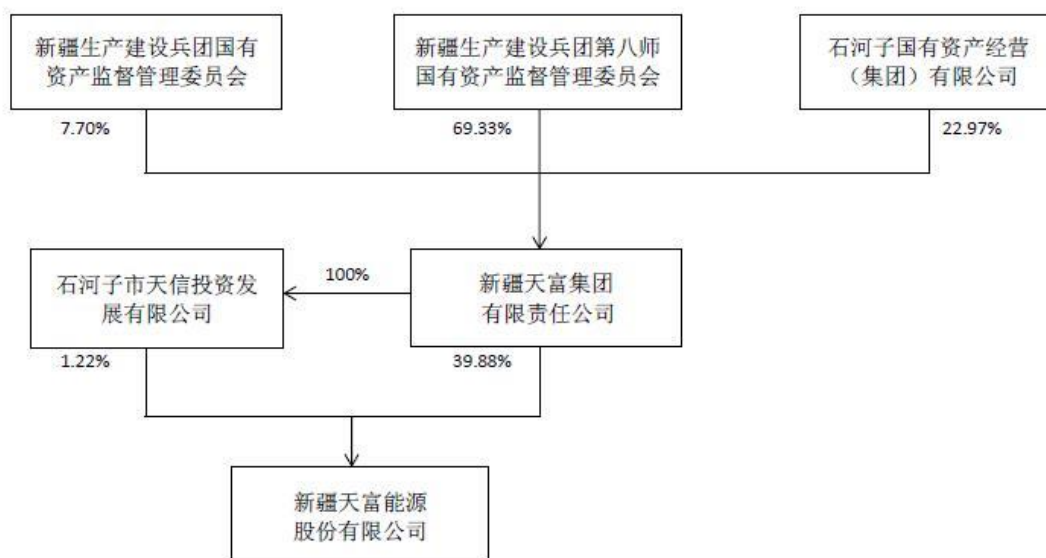 新疆生产建设兵团国有
资产监督管理委员会
新疆生产建设兵团第八师
国有资产监督管理委员会
石河子国有资产经营
（集团）有限公司
7.70%
69.33%
22.97%
石河子市天信投资发
展有限公司
100%
新疆天富集团
有限责任公司
1.22%
39.88%
新疆天富能源
股份有限公司